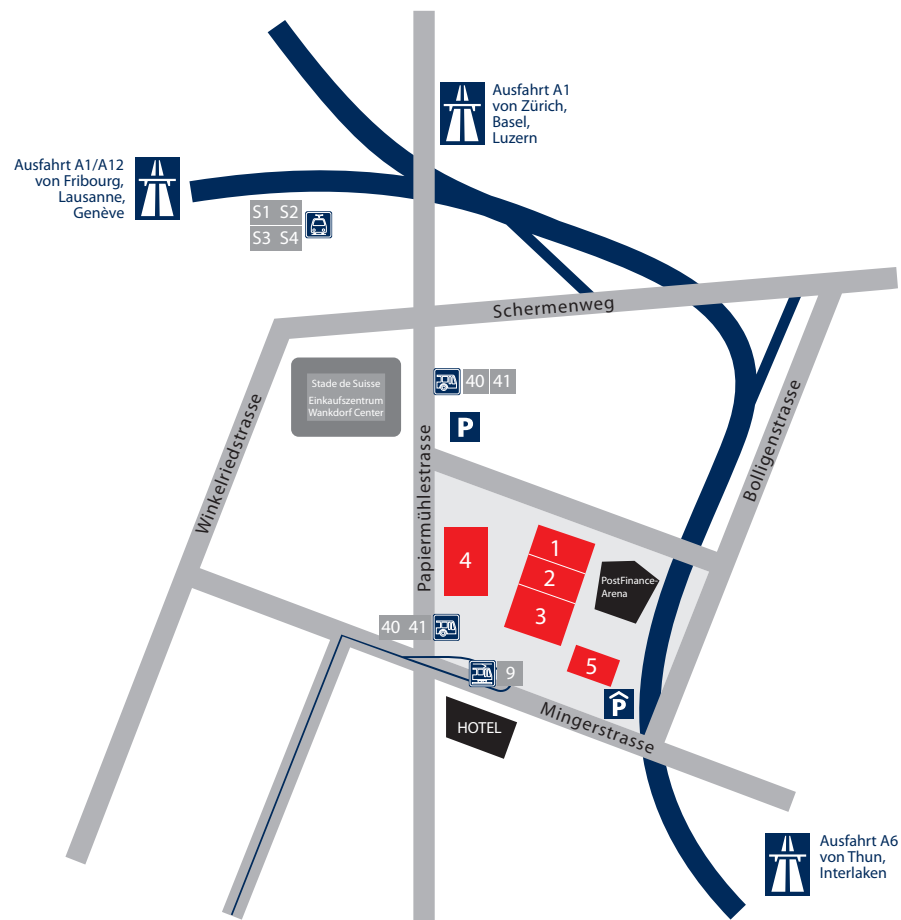 Ausfahrt A1
von Zürich,
Basel,
Luzern
Ausfahrt A1/A12
von Fribourg,
Lausanne,
Genève
S1 S2
S3 S4
Schermenweg
Stade de Suisse
Einkaufszentrum
Wankdorf Center
40 41
P
Winkelriedstrasse
Papiermühlestrasse
Bolligenstrasse
4
1
2
3
PostFinance-
Arena
40 41
9
5
P
HOTEL
Mingerstrasse
Ausfahrt A6
von Thun,
Interlaken